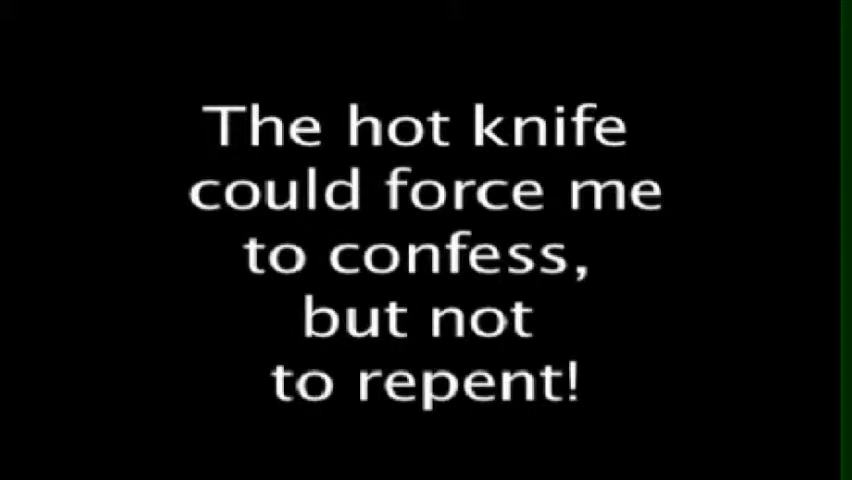 The hot knife
could force me
to confess,
but not
to repent!